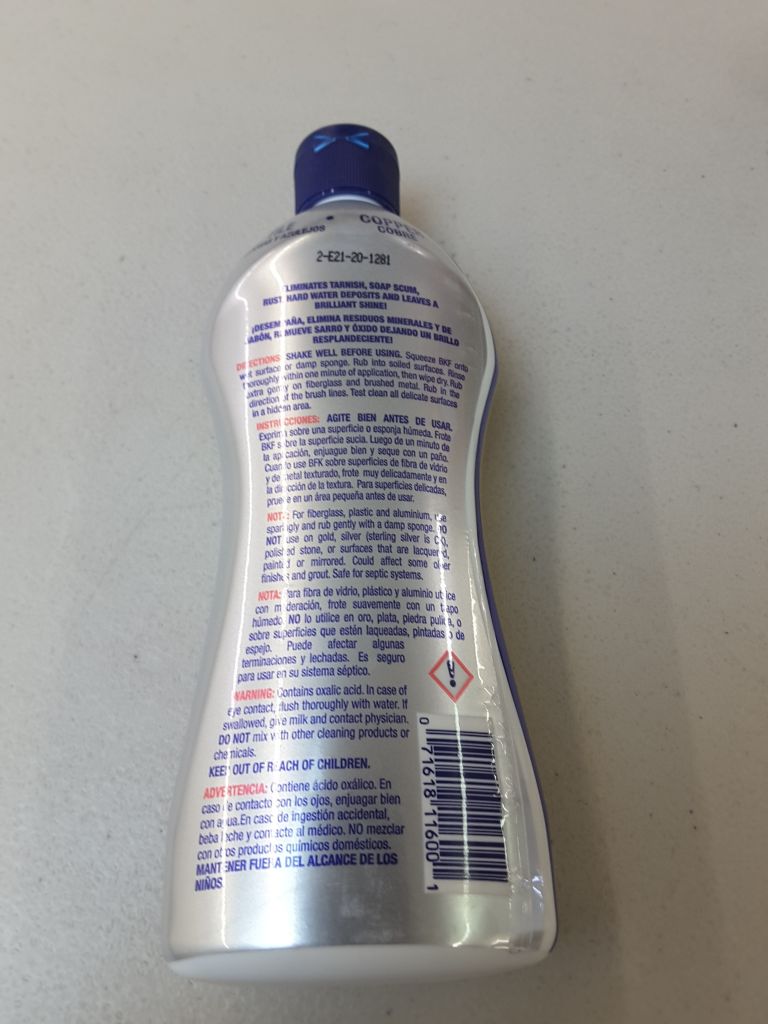 COPPER
Y AZULEJOS
COBRE
2-E21-20-1281
ELIMINATES TARNISH, SOAP SCUM,
RUST, HARD WATER DEPOSITS AND LEAVES A
BRILLIANT SHINE!
¡DESEMPAÑA, ELIMINA RESIDUOS MINERALES Y DE
JABÓN, REMUEVE SARRO Y ÓXIDO DEJANDO UN BRILLO
RESPLANDECIENTE!
DIRECTIONS: SHAKE WELL BEFORE USING. Squeeze BKF onto
wet surface or damp sponge. Rub into soiled surfaces. Rinse
thoroughly within one minute of application, then wipe dry. Rub
extra gently on fiberglass and brushed metal. Rub in the
direction of the brush lines. Test clean all delicate surfaces
in a hidden area.
INSTRUCCIONES: AGITE BIEN ANTES DE USAR.
Exprima sobre una superficie o esponja húmeda. Frote
BKF sobre la superficie sucia. Luego de un minuto de
la aplicación, enjuague bien y seque con un paño.
Cuando use BFK sobre superficies de fibra de vidrio
y de metal texturado, frote muy delicadamente y en
la dirección de la textura. Para superficies delicadas,
pruebe en un área pequeña antes de usar.
NOTE: For fiberglass, plastic and aluminium, use
sparingly and rub gently with a damp sponge. DO
NOT use on gold, silver (sterling silver is OK),
polished stone, or surfaces that are lacquered,
painted or mirrored. Could affect some other
finishes and grout. Safe for septic systems.
NOTA: Para fibra de vidrio, plástico y aluminio utilice
con moderación, frote suavemente con un trapo
húmedo. NO lo utilice en oro, plata, piedra pulida, o
sobre superficies que estén laqueadas, pintadas o de
espejo. Puede afectar algunas
terminaciones y lechadas. Es seguro
para usar en su sistema séptico.
WARNING: Contains oxalic acid. In case of
eye contact, flush thoroughly with water. If
swallowed, give milk and contact physician.
DO NOT mix with other cleaning products or
chemicals.
KEEP OUT OF REACH OF CHILDREN.
ADVERTENCIA: Contiene ácido oxálico. En
caso de contacto con los ojos, enjuagar bien
con agua.En caso de ingestión accidental,
beba leche y contacte al médico. NO mezclar
con otros productos químicos domésticos.
MANTENER FUERA DEL ALCANCE DE LOS
NIÑOS
0 71618 11600 1